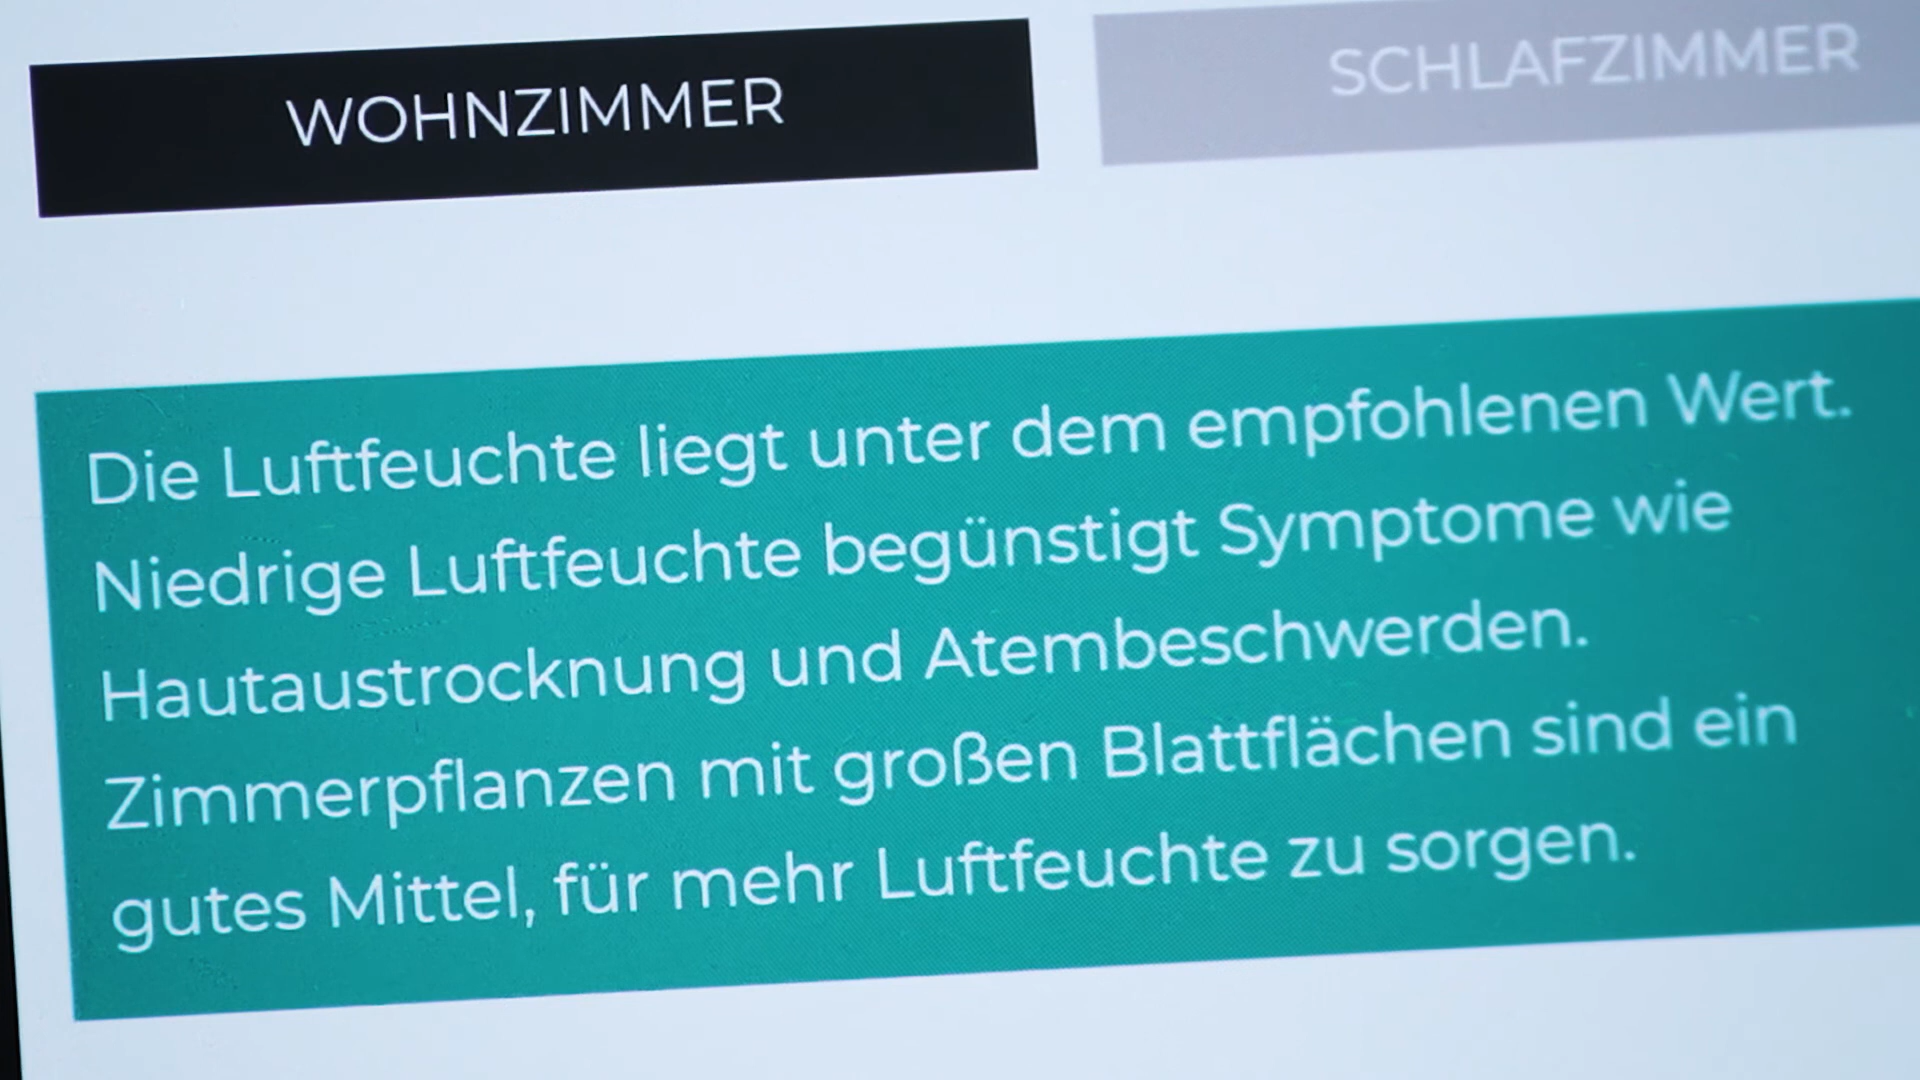 WOHNZIMMER
SCHLAFZIMMER
Die Luftfeuchte liegt unter dem empfohlenen Wert.
Niedrige Luftfeuchte begünstigt Symptome wie
Hautaustrocknung und Atembeschwerden.
Zimmerpflanzen mit großen Blattflächen sind ein
gutes Mittel, für mehr Luftfeuchte zu sorgen.